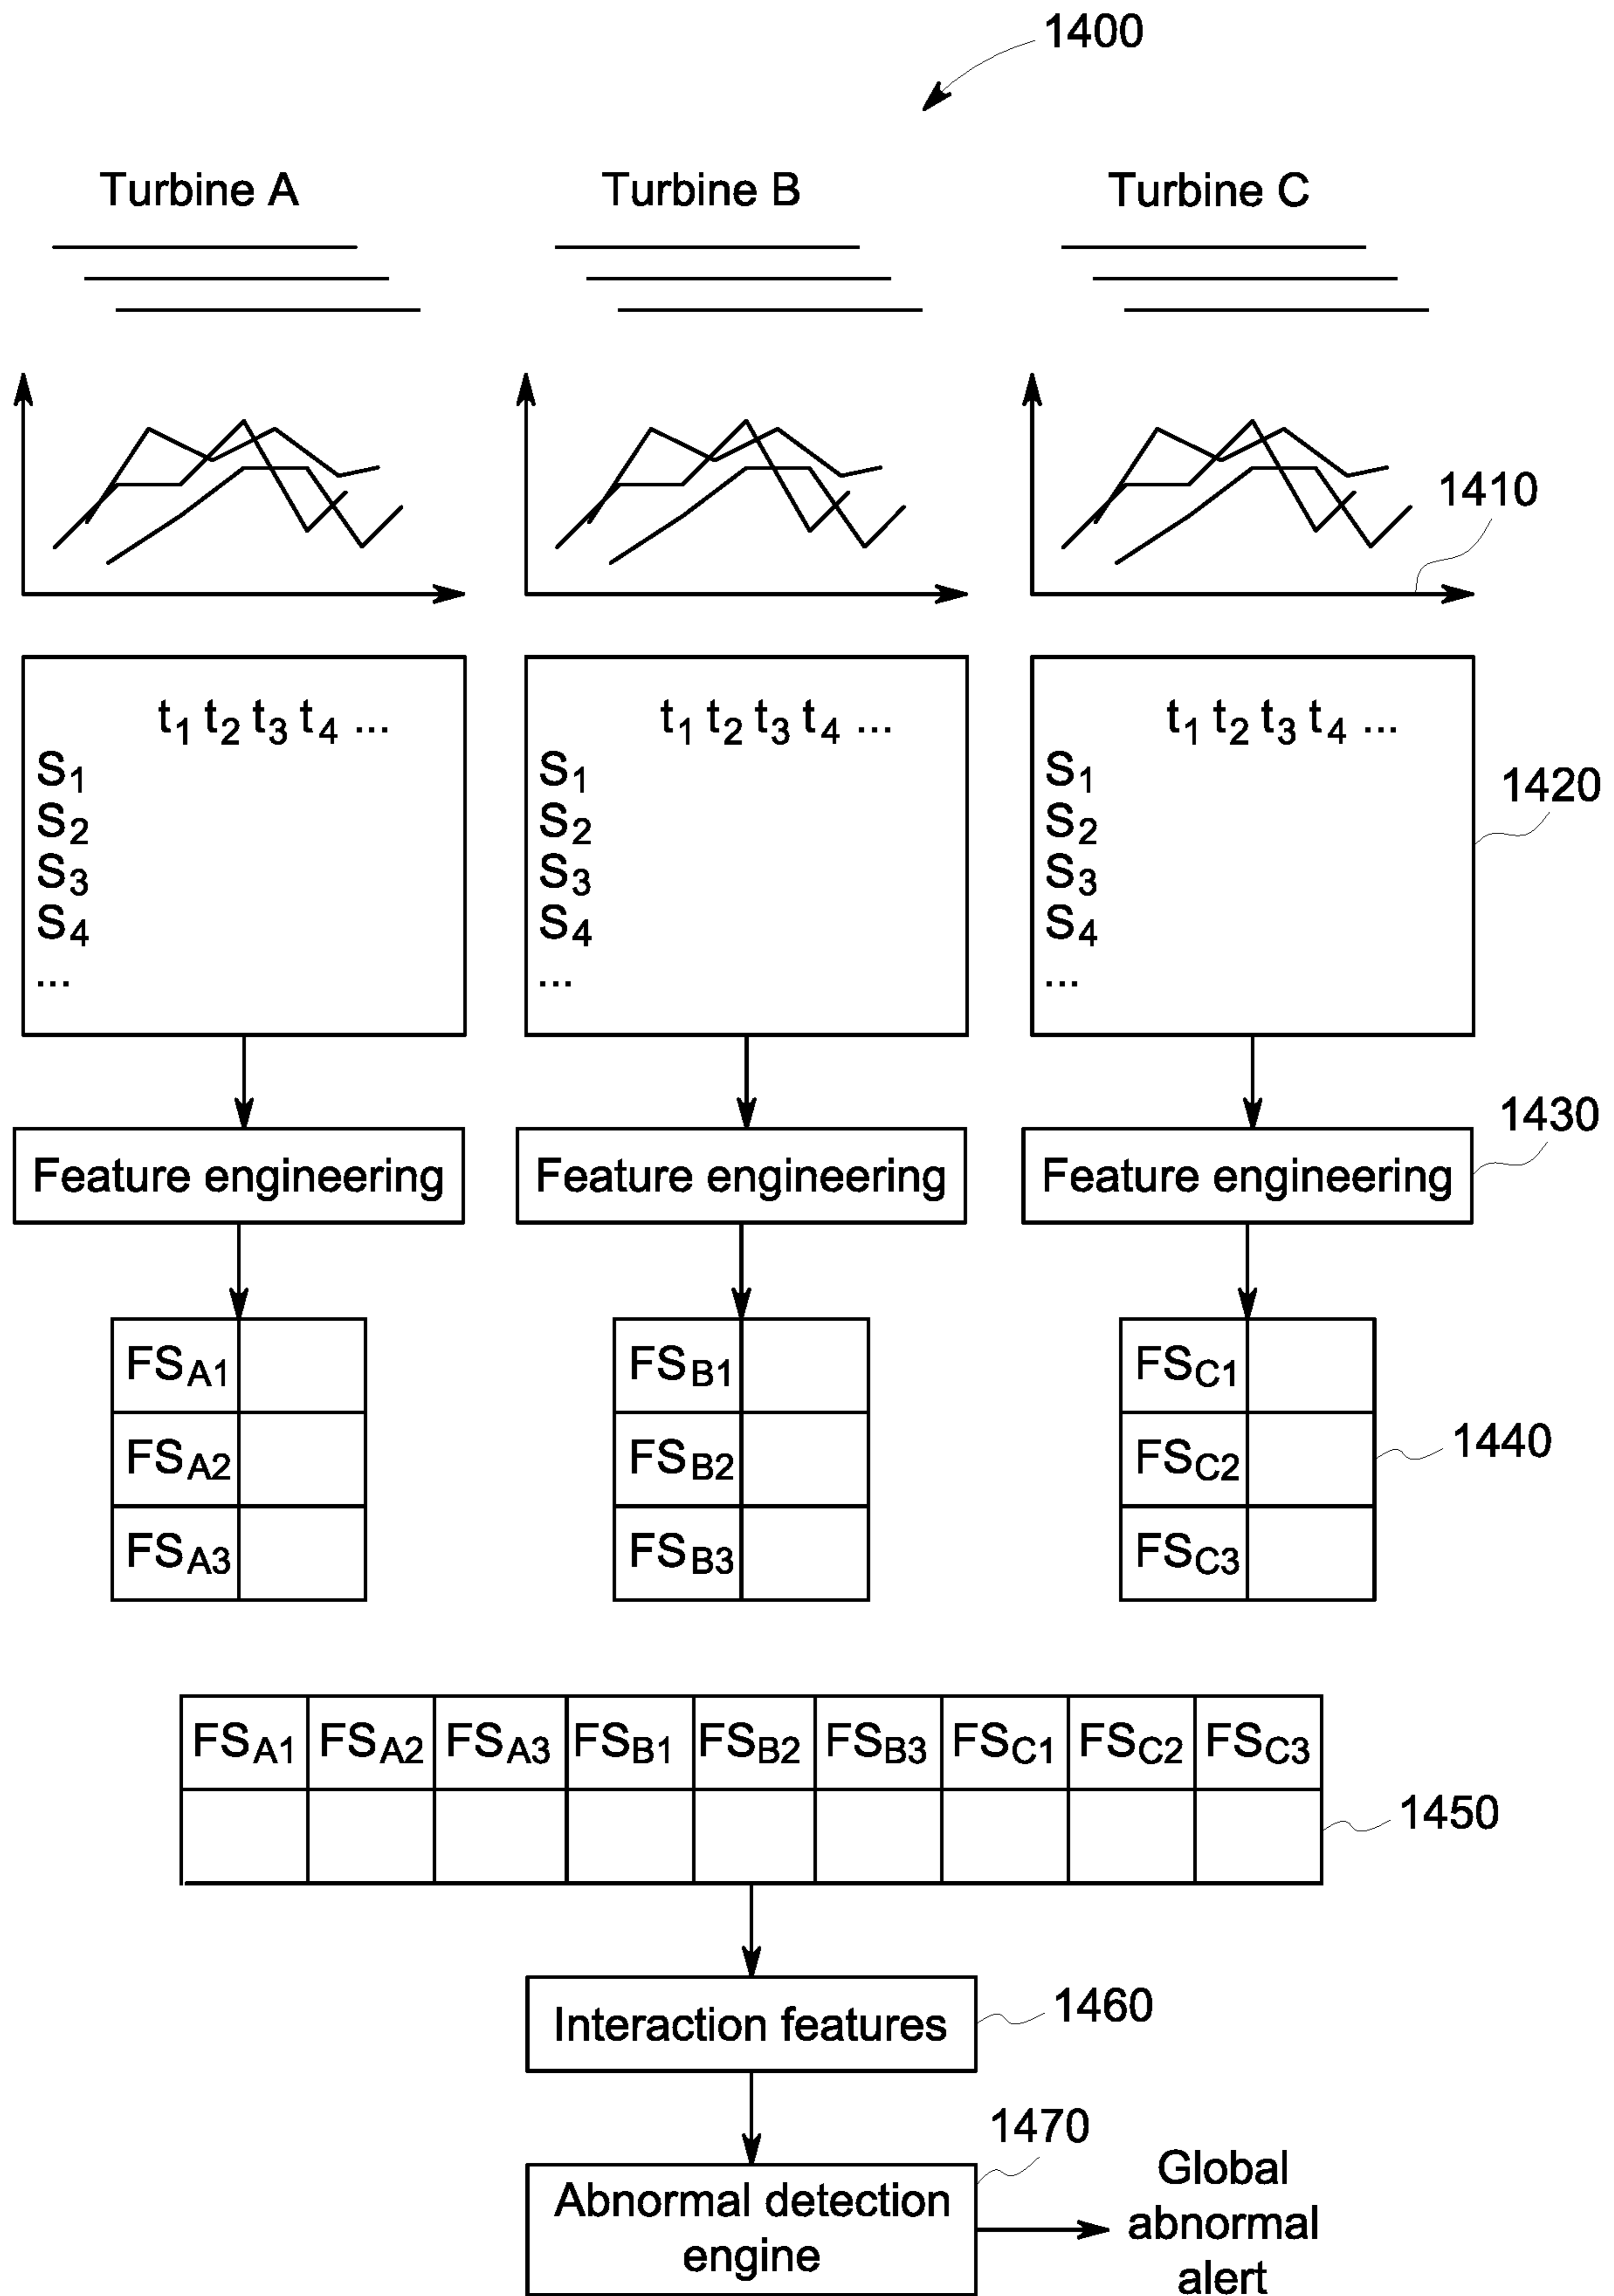 1400
Turbine A Turbine B Turbine C
1410
t1 t2 t3 t4 ... t1 t2 t3 t4 ... t1 t2 t3 t4 ...
S1 S1 S1
1420
S2 S2 S2
S3 S3 S3
S4 S4 S4
... ... ...
1430
Feature engineering Feature engineering Feature engineering
FSA1 FSB1 FSC1
FSA2 FSB2 FSC2 1440
FSA3 FSB3 FSC3
FSA1 FSA2 FSA3 FSB1 FSB2 FSB3 FSC1 FSC2 FSC3
1450
Interaction features 1460
1470
Abnormal detection
engine
Global
abnormal
alert